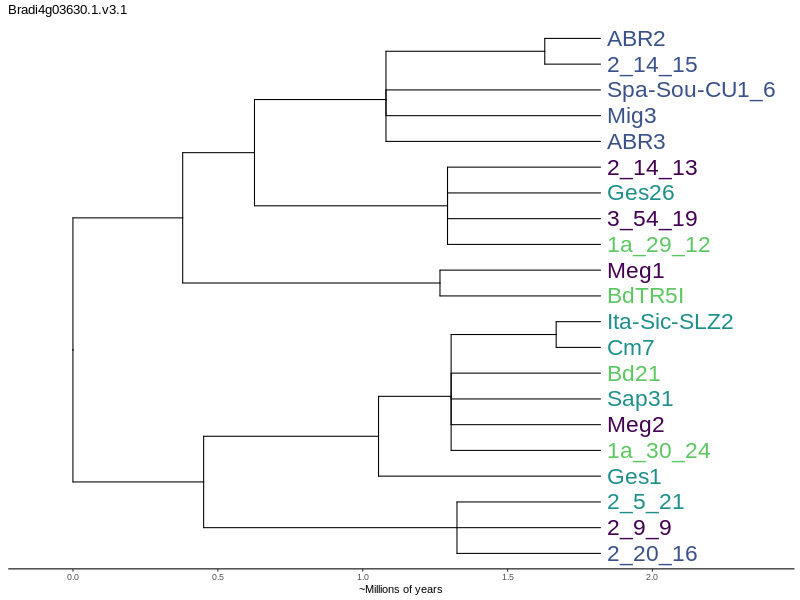 Bradi4g03630.1.v3.1
ABR2
2_14_15
Spa-Sou-CU1_6
Mig3
ABR3
2_14_13
Ges26
3_54_19
1a_29_12
Meg1
BdTR5I
Ita-Sic-SLZ2
Cm7
Bd21
Sap31
Meg2
1a_30_24
Ges1
2_5_21
2_9_9
2_20_16
0.0 0.5 1.0 1.5 2.0
~Millions of years